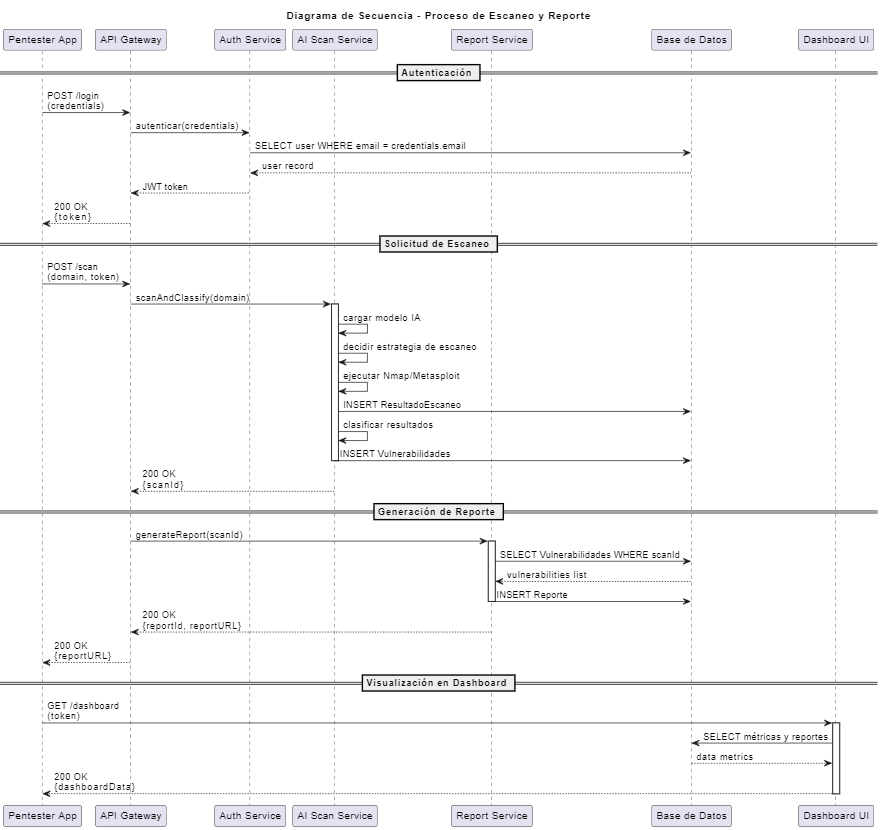 Diagrama de Secuencia - Proceso de Escaneo y Reporte
Pentester App
API Gateway
Auth Service
AI Scan Service
Report Service
Base de Datos
Dashboard UI
Autenticación
POST /login
(credentials)
autenticar(credentials)
SELECT user WHERE email = credentials.email
user record
JWT token
200 OK
{token}
Solicitud de Escaneo
POST /scan
(domain, token)
scanAndClassify(domain)
cargar modelo IA
decidir estrategia de escaneo
ejecutar Nmap/Metasploit
INSERT ResultadoEscaneo
clasificar resultados
INSERT Vulnerabilidades
200 OK
{scanId}
Generación de Reporte
generateReport(scanId)
SELECT Vulnerabilidades WHERE scanId
vulnerabilities list
INSERT Reporte
200 OK
{reportId, reportURL}
200 OK
{reportURL}
Visualización en Dashboard
GET /dashboard
(token)
SELECT métricas y reportes
data metrics
200 OK
{dashboardData}
Pentester App
API Gateway
Auth Service
AI Scan Service
Report Service
Base de Datos
Dashboard UI